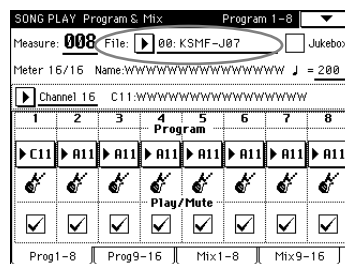 SONG PLAY Program & Mix Program 1-8
Measure: 008 File: 00: KSMF-J07 Jukebox
Meter 16/16 Name:WWWWWWWWWWWWWWWW ♩ = 200
Channel 16 C11:WWWWWWWWWWWWWWWW
1 2 3 4 5 6 7 8
Program
C11 A11 A11 A11 A11 A11 A11 A11
Play/Mute
Prog1-8 Prog9-16 Mix1-8 Mix9-16